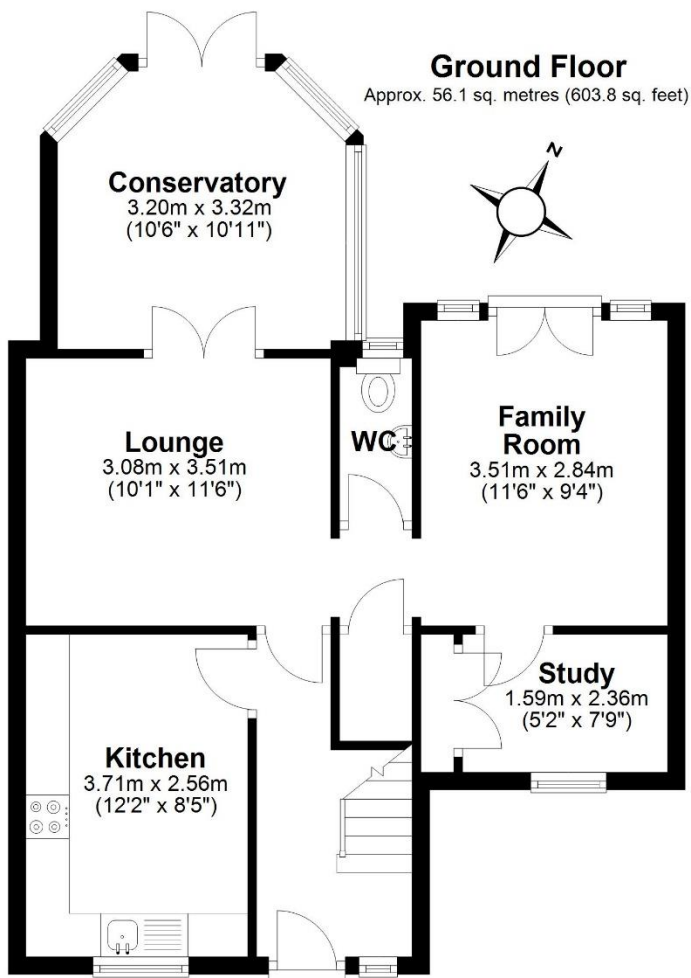 Ground Floor
Approx. 56.1 sq. metres (603.8 sq. feet)
N
Conservatory
3.20m x 3.32m
(10'6" x 10'11")
Lounge
3.08m x 3.51m
(10'1" x 11'6")
WC
Family
Room
3.51m x 2.84m
(11'6" x 9'4")
Study
1.59m x 2.36m
(5'2" x 7'9")
Kitchen
3.71m x 2.56m
(12'2" x 8'5")